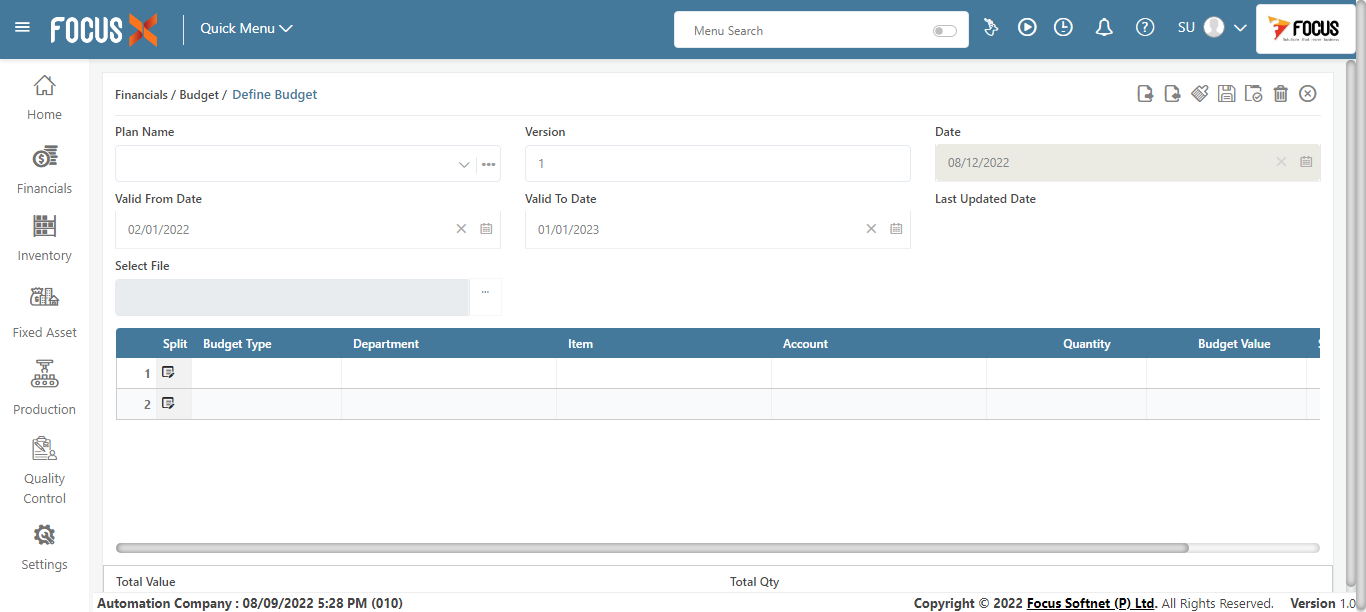 FOCUS X
Quick Menu
Menu Search
SU
FOCUS
Home
Financials
Inventory
Fixed Asset
Production
Quality
Control
Settings
Financials / Budget / Define Budget
Plan Name
Version
Date
1
08/12/2022
Valid From Date
Valid To Date
Last Updated Date
02/01/2022
01/01/2023
Select File
...
Split Budget Type Department Item Account Quantity Budget Value
1
2
Total Value
Total Qty
Automation Company : 08/09/2022 5:28 PM (010)
Copyright © 2022 Focus Softnet (P) Ltd. All Rights Reserved. Version 1.0